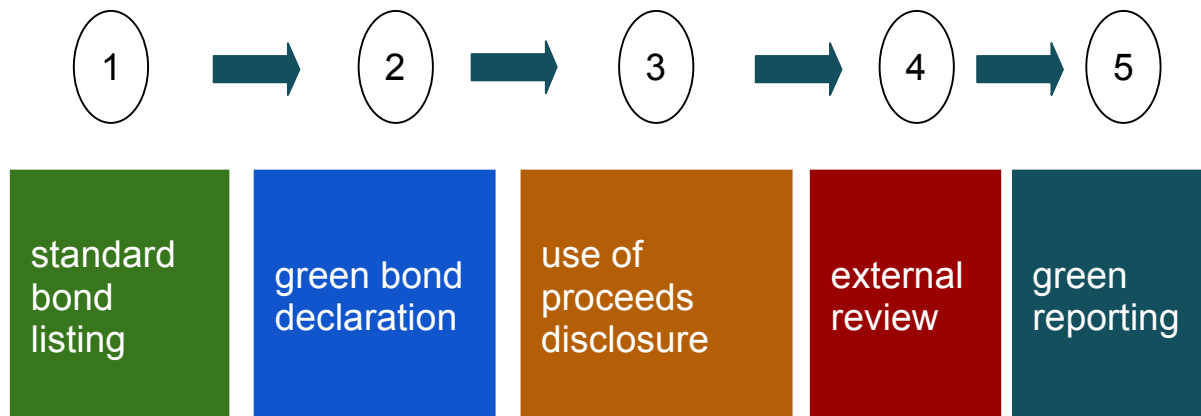 1
2
3
4
5
standard
bond
listing
green bond
declaration
use of
proceeds
disclosure
external
review
green
reporting